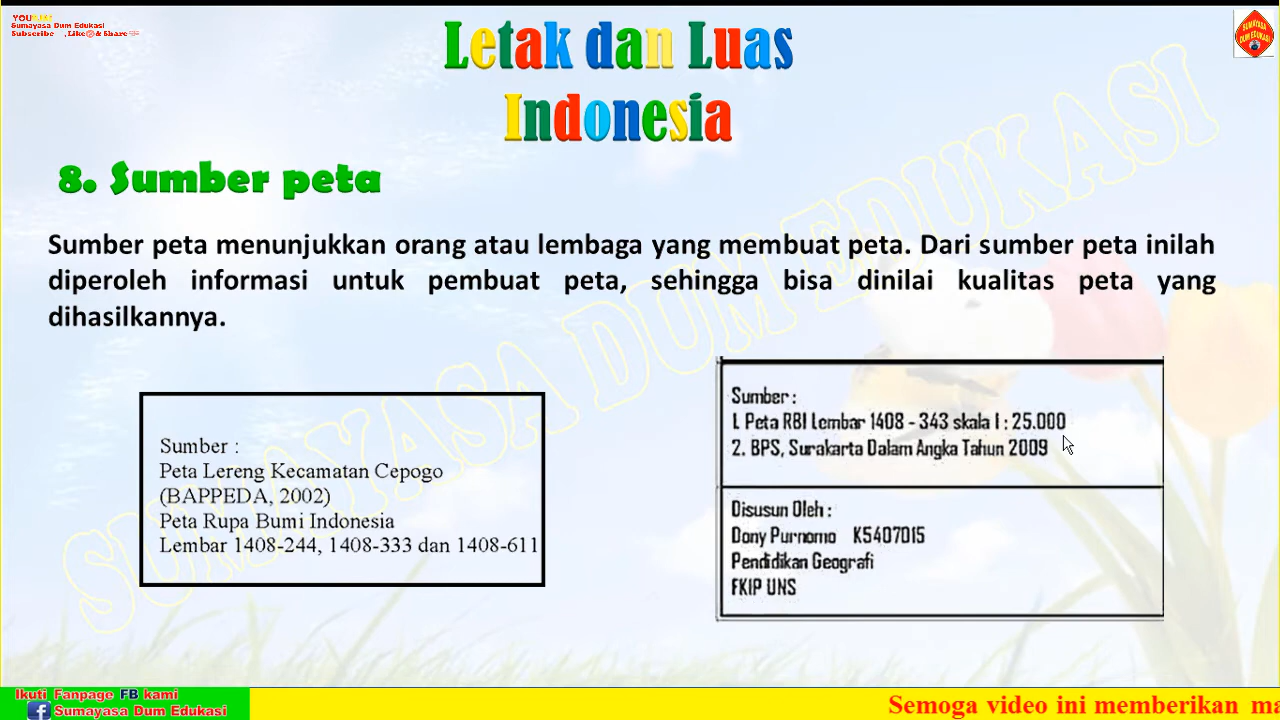 YOUTUBE
Sumayasa Dum Edukasi
Subscribe , Like & Share
SUMAYASA
DUM EDUKASI
Letak dan Luas
Indonesia
8. Sumber peta
Sumber peta menunjukkan orang atau lembaga yang membuat peta. Dari sumber peta inilah
diperoleh informasi untuk pembuat peta, sehingga bisa dinilai kualitas peta yang
dihasilkannya.
Sumber :
Peta Lereng Kecamatan Cepogo
(BAPPEDA, 2002)
Peta Rupa Bumi Indonesia
Lembar 1408-244, 1408-333 dan 1408-611
Sumber :
1. Peta RBI Lembar 1408 - 343 skala 1 : 25.000
2. BPS, Surakarta Dalam Angka Tahun 2009
Disusun Oleh :
Dony Purnomo K5407015
Pendidikan Geografi
FKIP UNS
SUMAYASA DUM EDUKASI
Ikuti Fanpage FB kami
Sumayasa Dum Edukasi
Semoga video ini memberikan